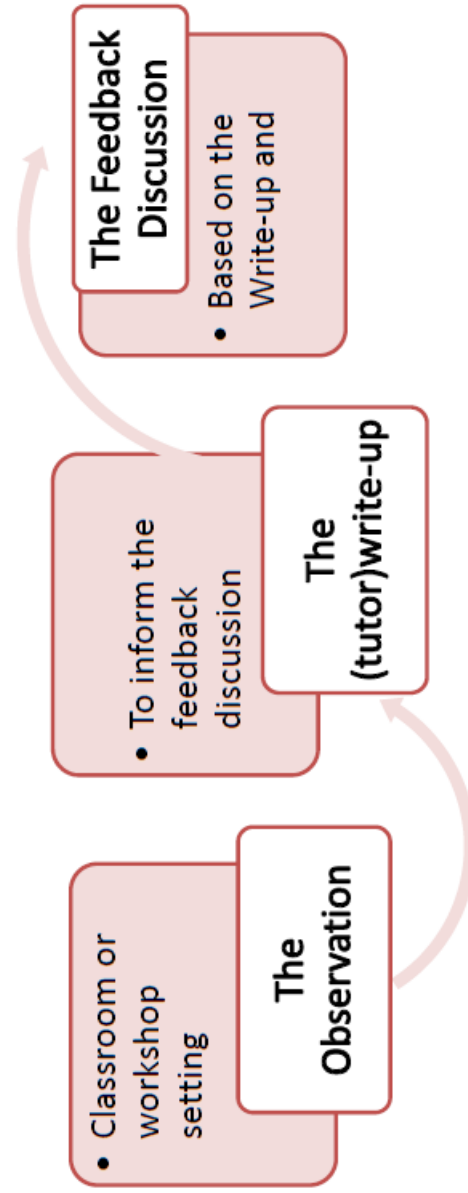 • Classroom or
workshop
setting
The
Observation
• To inform the
feedback
discussion
The
(tutor)write-up
The Feedback
Discussion
• Based on the
Write-up and